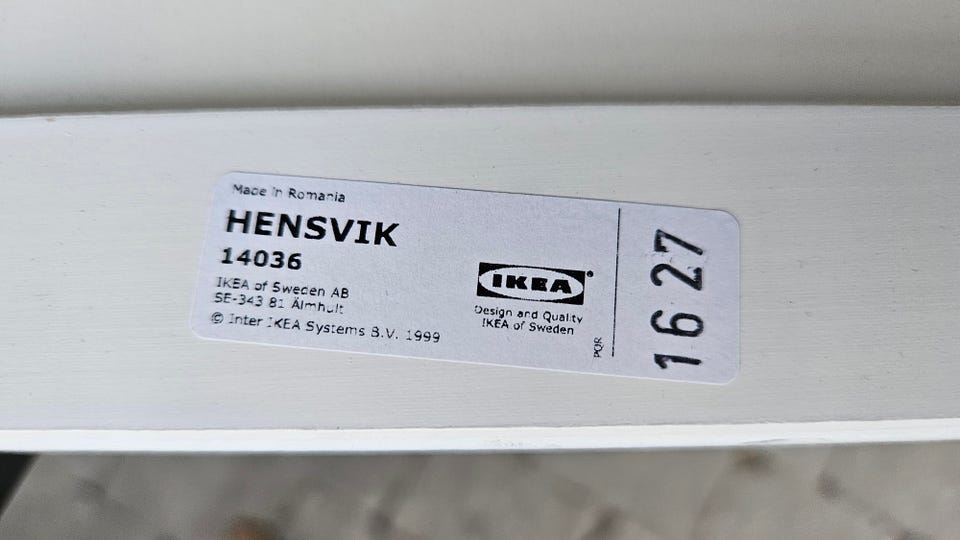 Made in Romania
HENSVIK
14036
IKEA of Sweden AB
SE-343 81 Älmhult
© Inter IKEA Systems B.V. 1999
IKEA®
Design and Quality
IKEA of Sweden
PQR
16 27